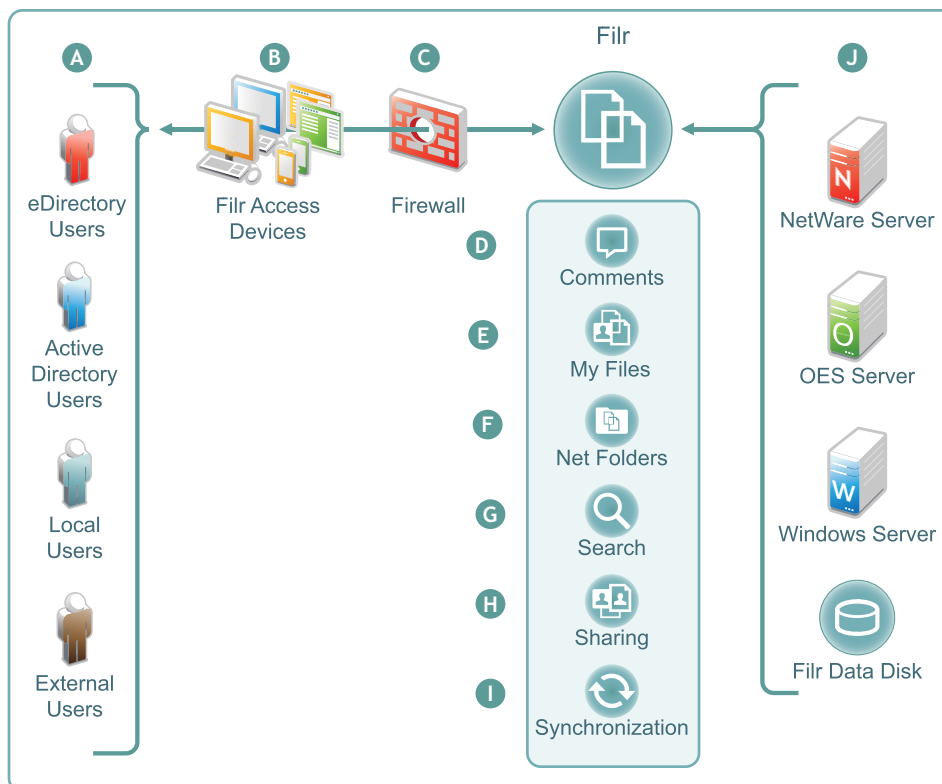 Filr
A
B
C
J
eDirectory
Users
Filr Access
Devices
Firewall
N
NetWare Server
D
Comments
Active
Directory
Users
E
My Files
O
OES Server
F
Net Folders
Local
Users
G
Search
W
Windows Server
External
Users
H
Sharing
Filr Data Disk
I
Synchronization